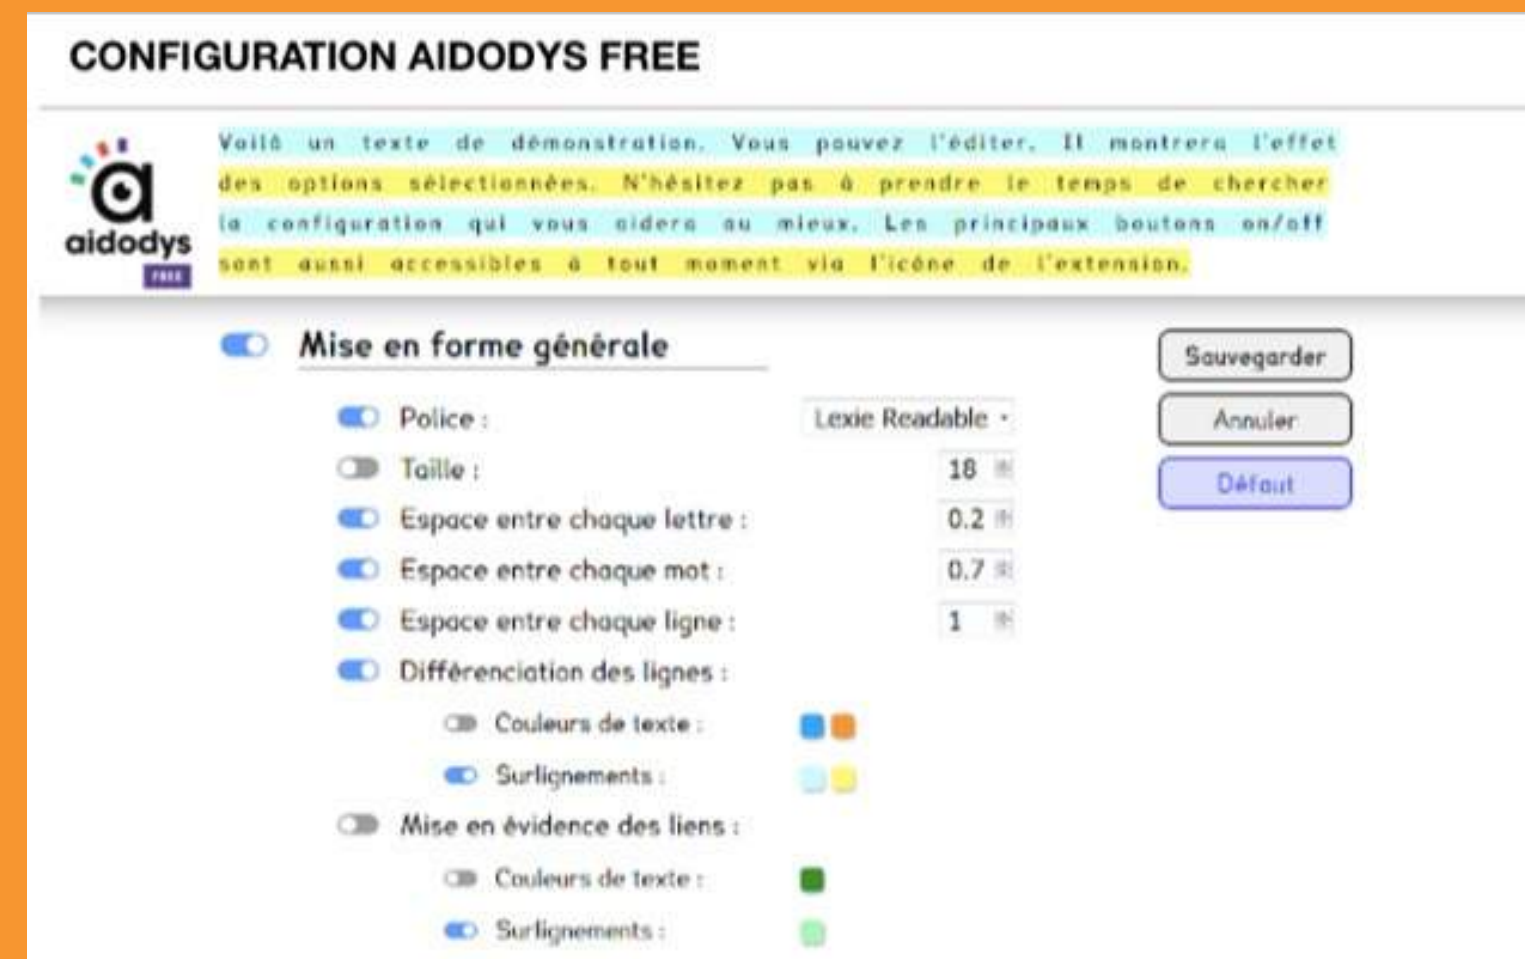 CONFIGURATION AIDODYS FREE
Voilà un texte de démonstration. Vous pouvez l'éditer. Il montrera l'effet
des options sélectionnées. N'hésitez pas à prendre le temps de chercher
la configuration qui vous aidera au mieux. Les principaux boutons on/off
sont aussi accessibles à tout moment via l'icône de l'extension.
aidodys
FREE
Mise en forme générale
Sauvegarder
Police :
Lexie Readable
Annuler
Taille :
18
Défaut
Espace entre chaque lettre :
0.2
Espace entre chaque mot :
0.7
Espace entre chaque ligne :
1
Différenciation des lignes :
Couleurs de texte :
Surlignements :
Mise en évidence des liens :
Couleurs de texte :
Surlignements :